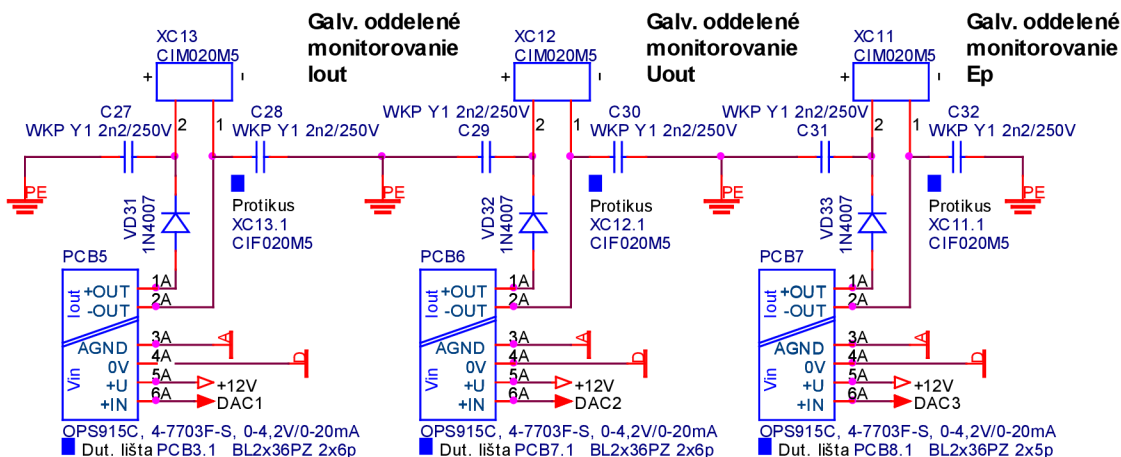 XC13
CIM020M5
+
-
Galv. oddelené
monitorovanie
Iout
XC12
CIM020M5
+
-
Galv. oddelené
monitorovanie
Uout
XC11
CIM020M5
+
-
Galv. oddelené
monitorovanie
Ep
C27
WKP Y1 2n2/250V
2
1
C28
WKP Y1 2n2/250V
WKP Y1 2n2/250V
C29
2
1
C30
WKP Y1 2n2/250V
WKP Y1 2n2/250V
C31
2
1
C32
WKP Y1 2n2/250V
PE
PE
PE
PE
VD31
1N4007
Protikus
XC13.1
CIF020M5
VD32
1N4007
Protikus
XC12.1
CIF020M5
VD33
1N4007
Protikus
XC11.1
CIF020M5
PCB5
Iout
+OUT
-OUT
1A
2A
Vin
AGND
0V
+U
+IN
3A
4A
5A
6A
A
D
+12V
DAC1
OPS915C, 4-7703F-S, 0-4,2V/0-20mA
Dut. lišta PCB3.1 BL2x36PZ 2x6p
PCB6
Iout
+OUT
-OUT
1A
2A
Vin
AGND
0V
+U
+IN
3A
4A
5A
6A
A
D
+12V
DAC2
OPS915C, 4-7703F-S, 0-4,2V/0-20mA
Dut. lišta PCB7.1 BL2x36PZ 2x6p
PCB7
Iout
+OUT
-OUT
1A
2A
Vin
AGND
0V
+U
+IN
3A
4A
5A
6A
A
D
+12V
DAC3
OPS915C, 4-7703F-S, 0-4,2V/0-20mA
Dut. lišta PCB8.1 BL2x36PZ 2x5p